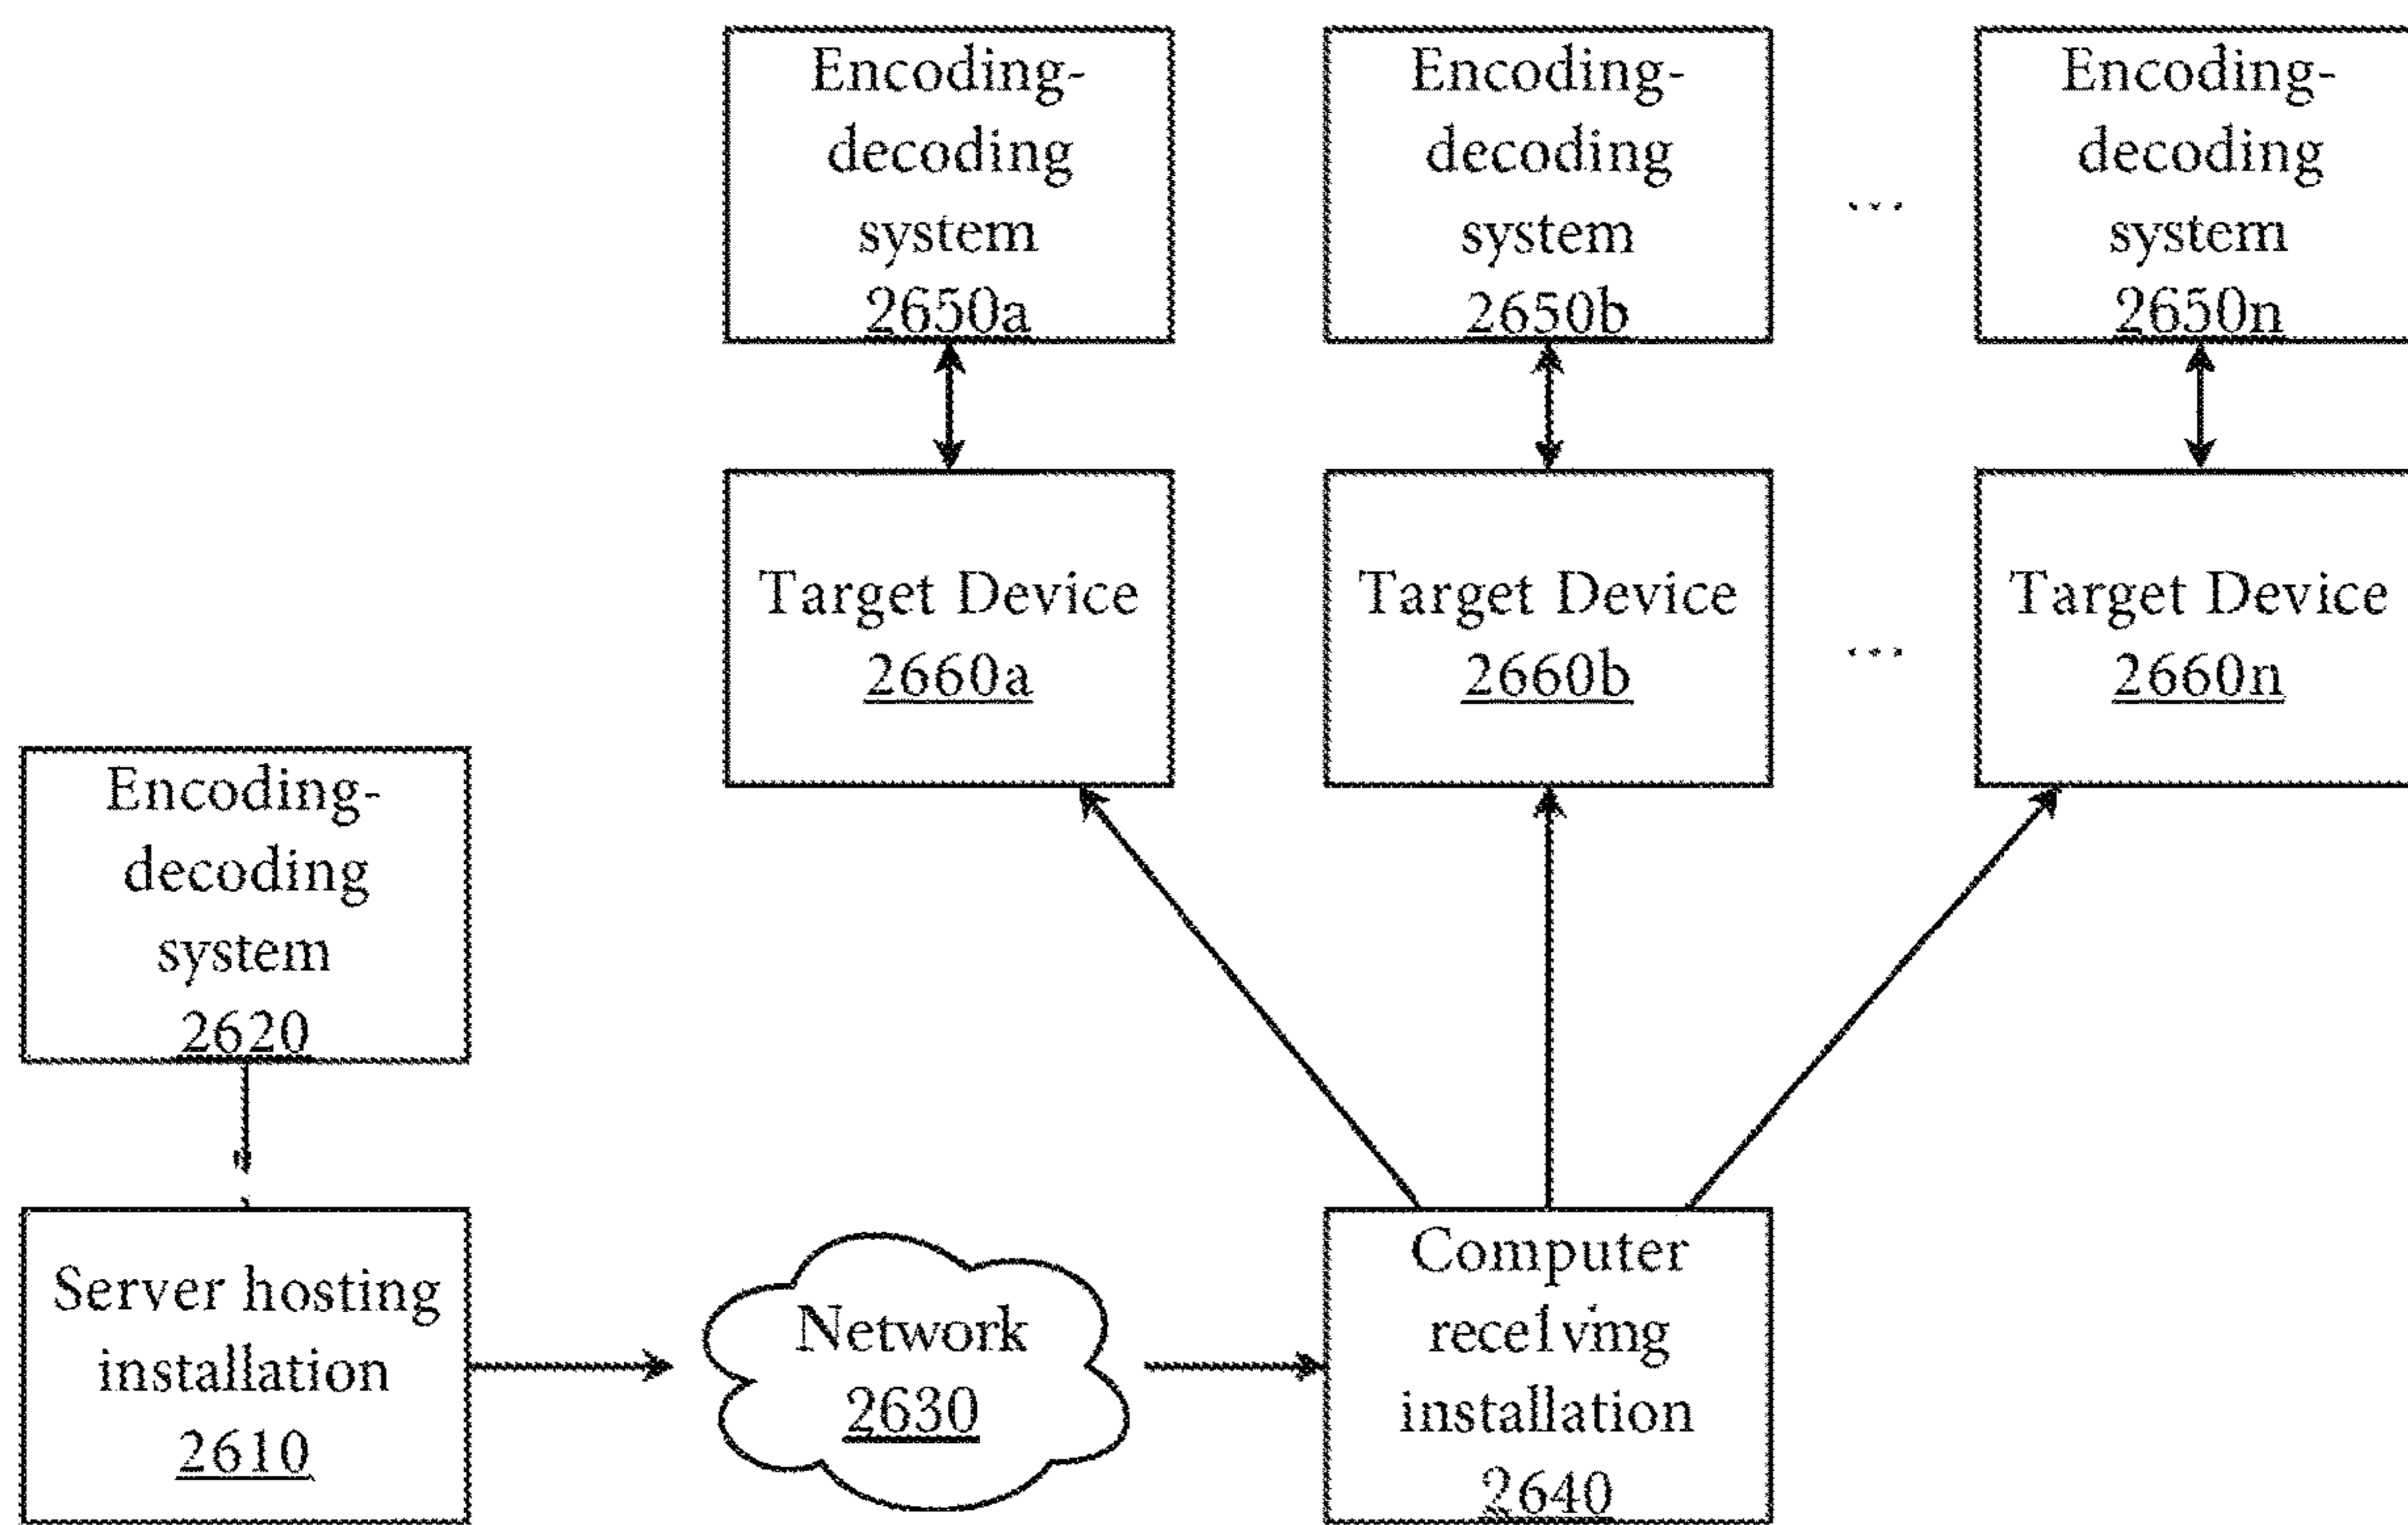 Encoding-
decoding
system
2650a
Encoding-
decoding
system
2650b
...
Encoding-
decoding
system
2650n
Target Device
2660a
Target Device
2660b
...
Target Device
2660n
Encoding-
decoding
system
2620
Server hosting
installation
2610
Network
2630
Computer
receiving
installation
2640